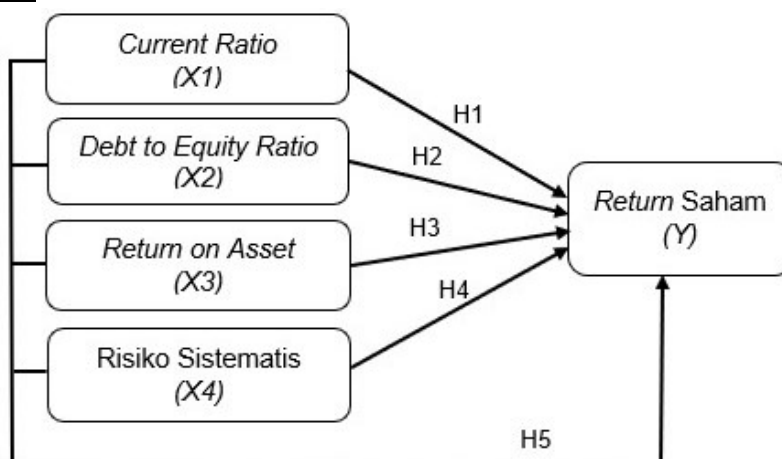 Current Ratio
(X1)
H1
Debt to Equity Ratio
(X2)
H2
Return Saham
(Y)
Return on Asset
(X3)
H3
H4
Risiko Sistematis
(X4)
H5